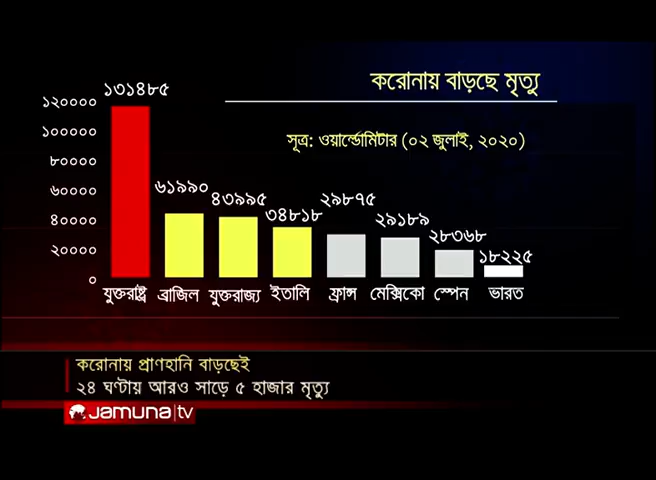 করোনায় বাড়ছে মৃত্যু
সূত্র: ওয়ার্ল্ডোমিটার (০২ জুলাই, ২০২০)
১২০০০০
১০০০০০
৮০০০০
৬০০০০
৪০০০০
২০০০০
০
১৩১৪৮৫
৬১৯৯০
৪৩৯৯৫
৩৪৮১৮
২৯৮৭৫
২৯১৮৯
২৮৩৬৮
১৮২২৫
যুক্তরাষ্ট্র ব্রাজিল যুক্তরাজ্য ইতালি ফ্রান্স মেক্সিকো স্পেন ভারত
করোনায় প্রাণহানি বাড়ছেই
২৪ ঘণ্টায় আরও সাড়ে ৫ হাজার মৃত্যু
Jamuna|tv